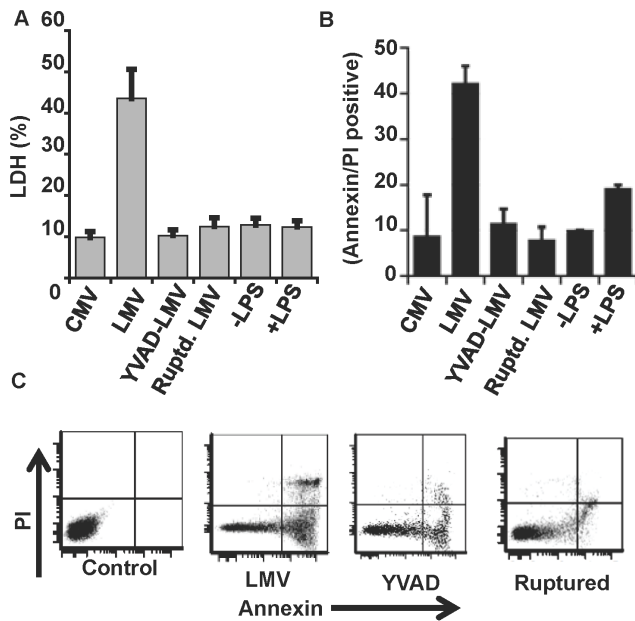 A
LDH (%)
60
50
40
30
20
10
0
CMV
LMV
YVAD-LMV
Ruptd. LMV
-LPS
+LPS
B
(Annexin/PI positive)
50
40
30
20
10
0
CMV
LMV
YVAD-LMV
Ruptd. LMV
-LPS
+LPS
C
PI
Control
LMV
YVAD
Ruptured
Annexin